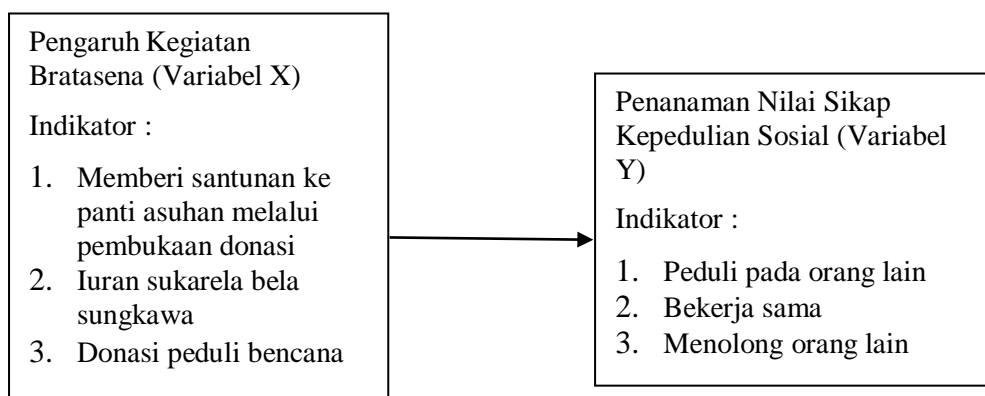 Pengaruh Kegiatan
Bratasena (Variabel X)
Indikator :
1. Memberi santunan ke
panti asuhan melalui
pembukaan donasi
2. Iuran sukarela bela
sungkawa
3. Donasi peduli bencana
Penanaman Nilai Sikap
Kepedulian Sosial (Variabel
Y)
Indikator :
1. Peduli pada orang lain
2. Bekerja sama
3. Menolong orang lain